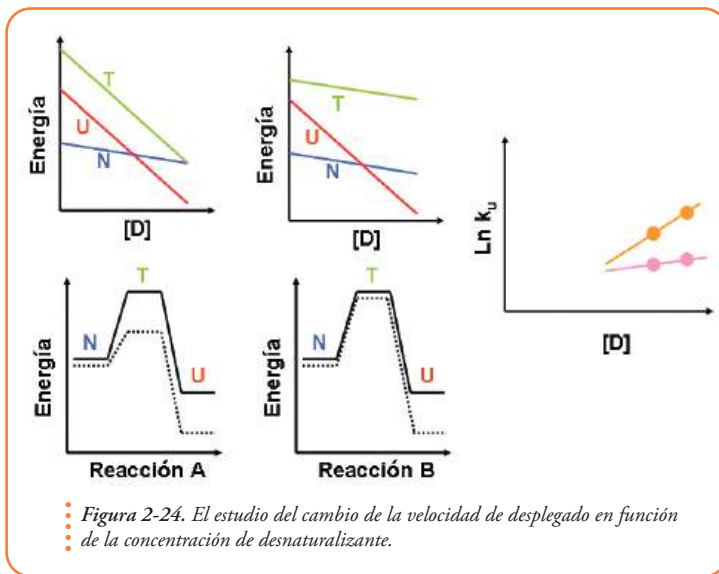 Energía
T
U
N
[D]
Energía
T
U
N
[D]
Ln kᵤ
[D]
Energía
N
T
U
Reacción A
Energía
N
T
U
Reacción B
Figura 2-24. El estudio del cambio de la velocidad de desplegado en función
de la concentración de desnaturalizante.